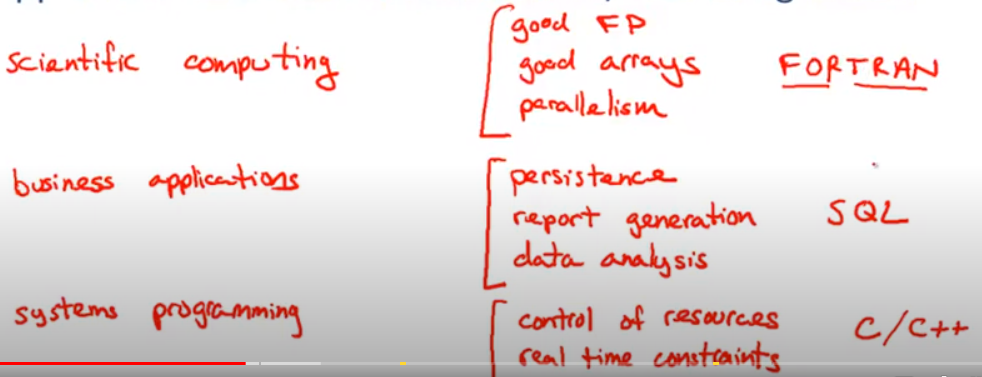 good FP
scientific computing good arrays FORTRAN
parallelism
business applications persistence
report generation SQL
data analysis
systems programming control of resources C/C++
real time constraints